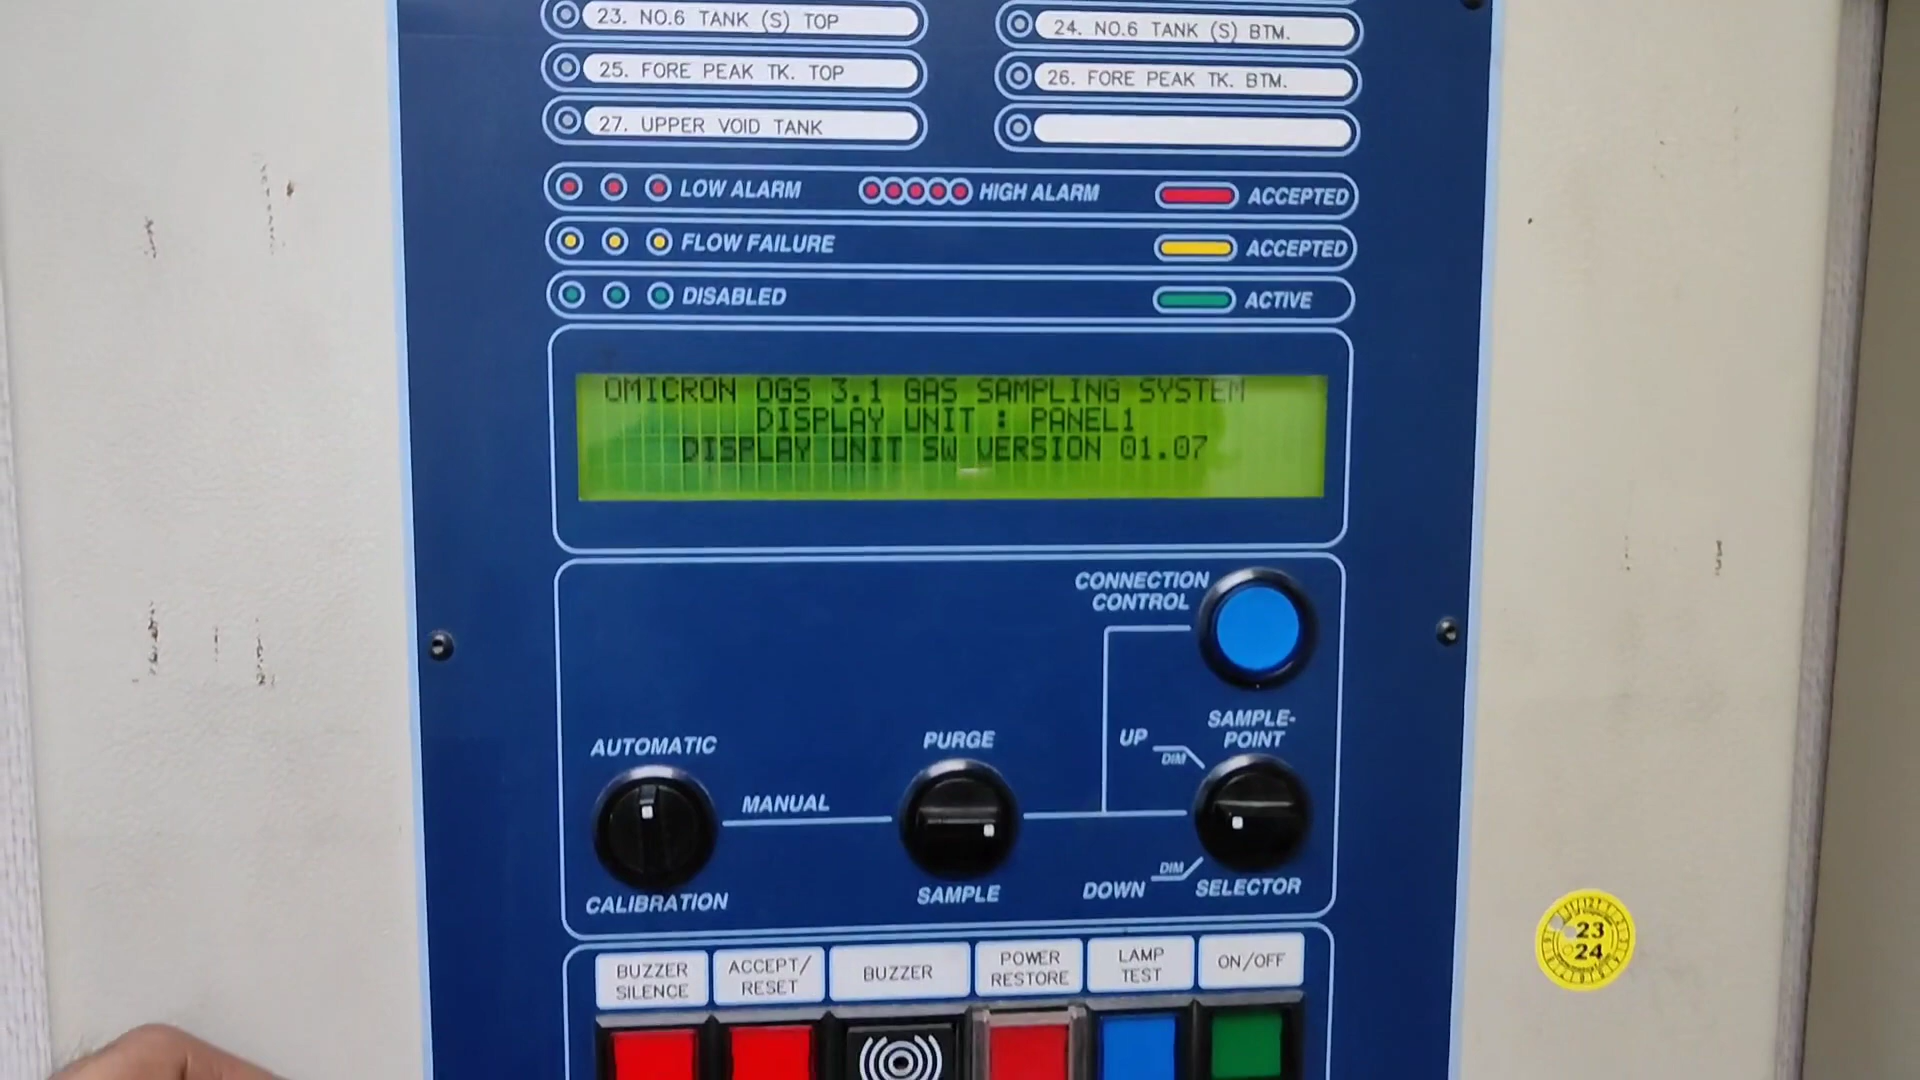 23. NO.6 TANK (S) TOP
24. NO.6 TANK (S) BTM.
25. FORE PEAK TK. TOP
26. FORE PEAK TK. BTM.
27. UPPER VOID TANK
LOW ALARM
HIGH ALARM
ACCEPTED
FLOW FAILURE
ACCEPTED
DISABLED
ACTIVE
OMICRON OGS 3.1 GAS SAMPLING SYSTEM
DISPLAY UNIT : PANEL1
DISPLAY UNIT SW VERSION 01.07
CONNECTION
CONTROL
AUTOMATIC
MANUAL
CALIBRATION
PURGE
SAMPLE
SAMPLE-
POINT
UP
DIM
DIM
DOWN
SELECTOR
BUZZER
SILENCE
ACCEPT/
RESET
BUZZER
POWER
RESTORE
LAMP
TEST
ON/OFF
23
24